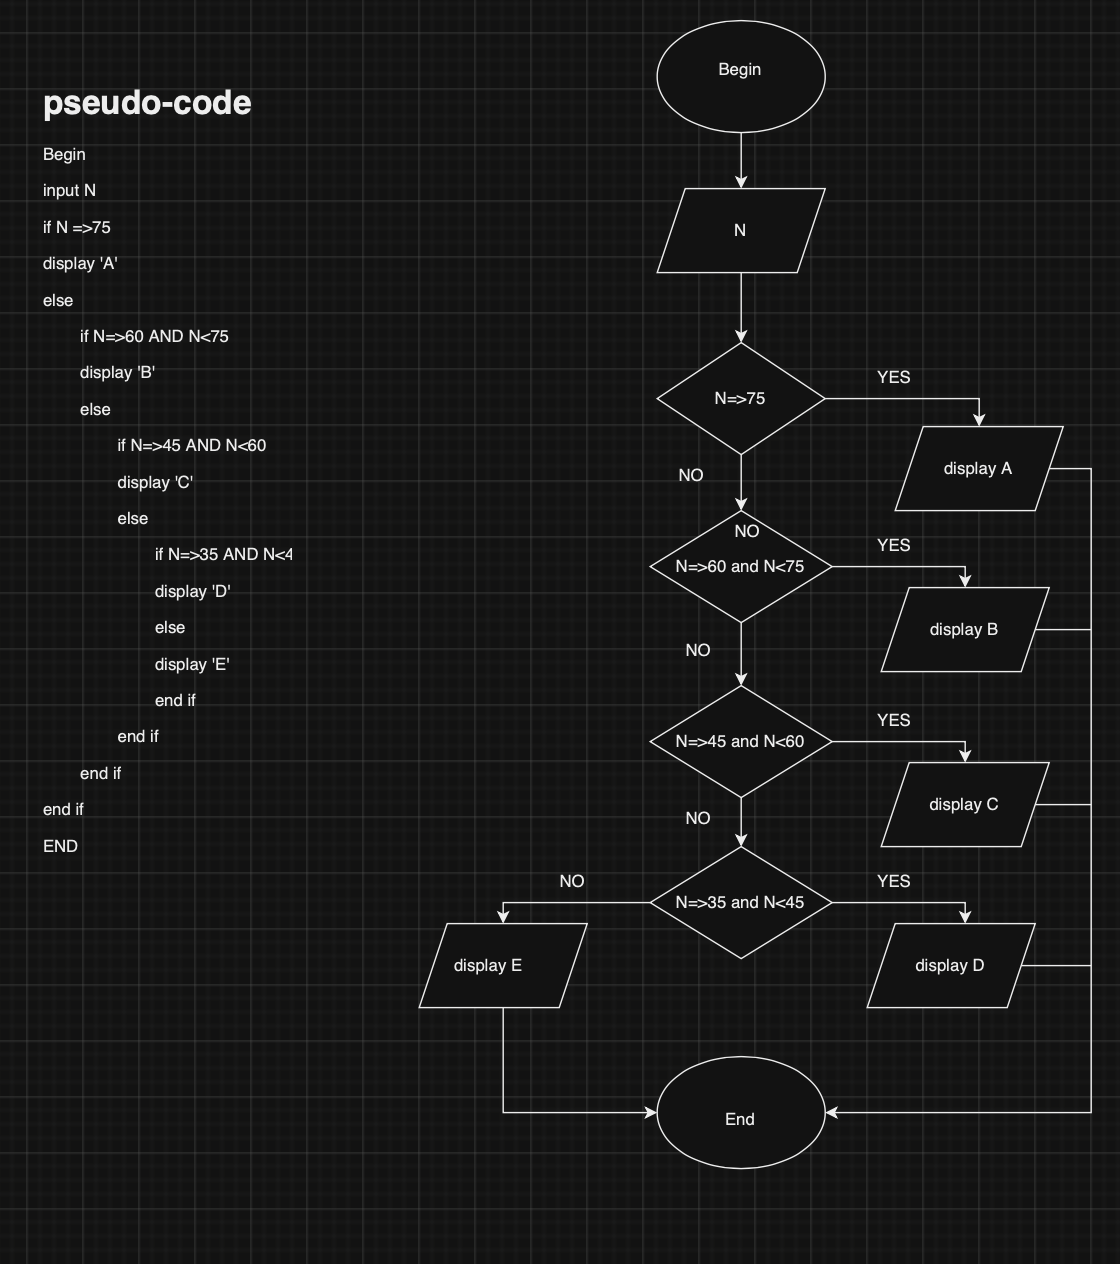 pseudo-code
Begin
input N
if N =>75
display 'A'
else
if N=>60 AND N<75
display 'B'
else
if N=>45 AND N<60
display 'C'
else
if N=>35 AND N<4
display 'D'
else
display 'E'
end if
end if
end if
end if
END
Begin
N
N=>75
YES
display A
NO
NO
N=>60 and N<75
YES
display B
NO
N=>45 and N<60
YES
display C
NO
N=>35 and N<45
YES
display D
NO
display E
End